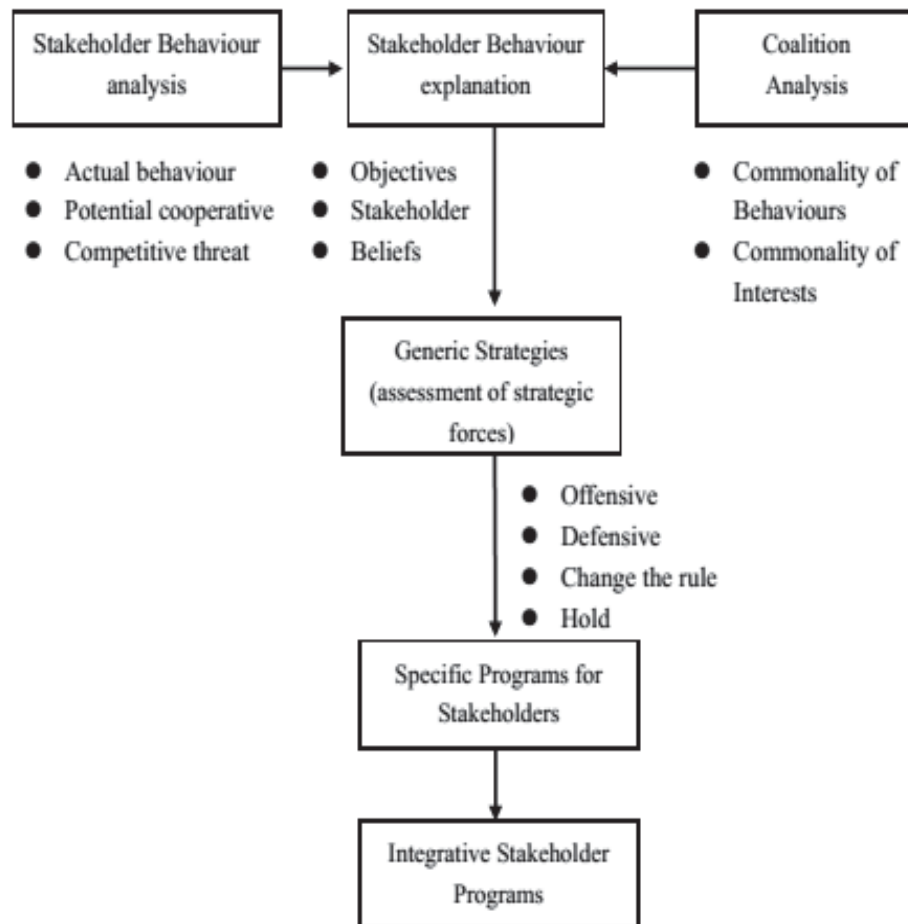 Stakeholder Behaviour
analysis
Stakeholder Behaviour
explanation
Coalition
Analysis
● Actual behaviour
● Potential cooperative
● Competitive threat
● Objectives
● Stakeholder
● Beliefs
● Commonality of
Behaviours
● Commonality of
Interests
Generic Strategies
(assessment of strategic
forces)
● Offensive
● Defensive
● Change the rule
● Hold
Specific Programs for
Stakeholders
Integrative Stakeholder
Programs